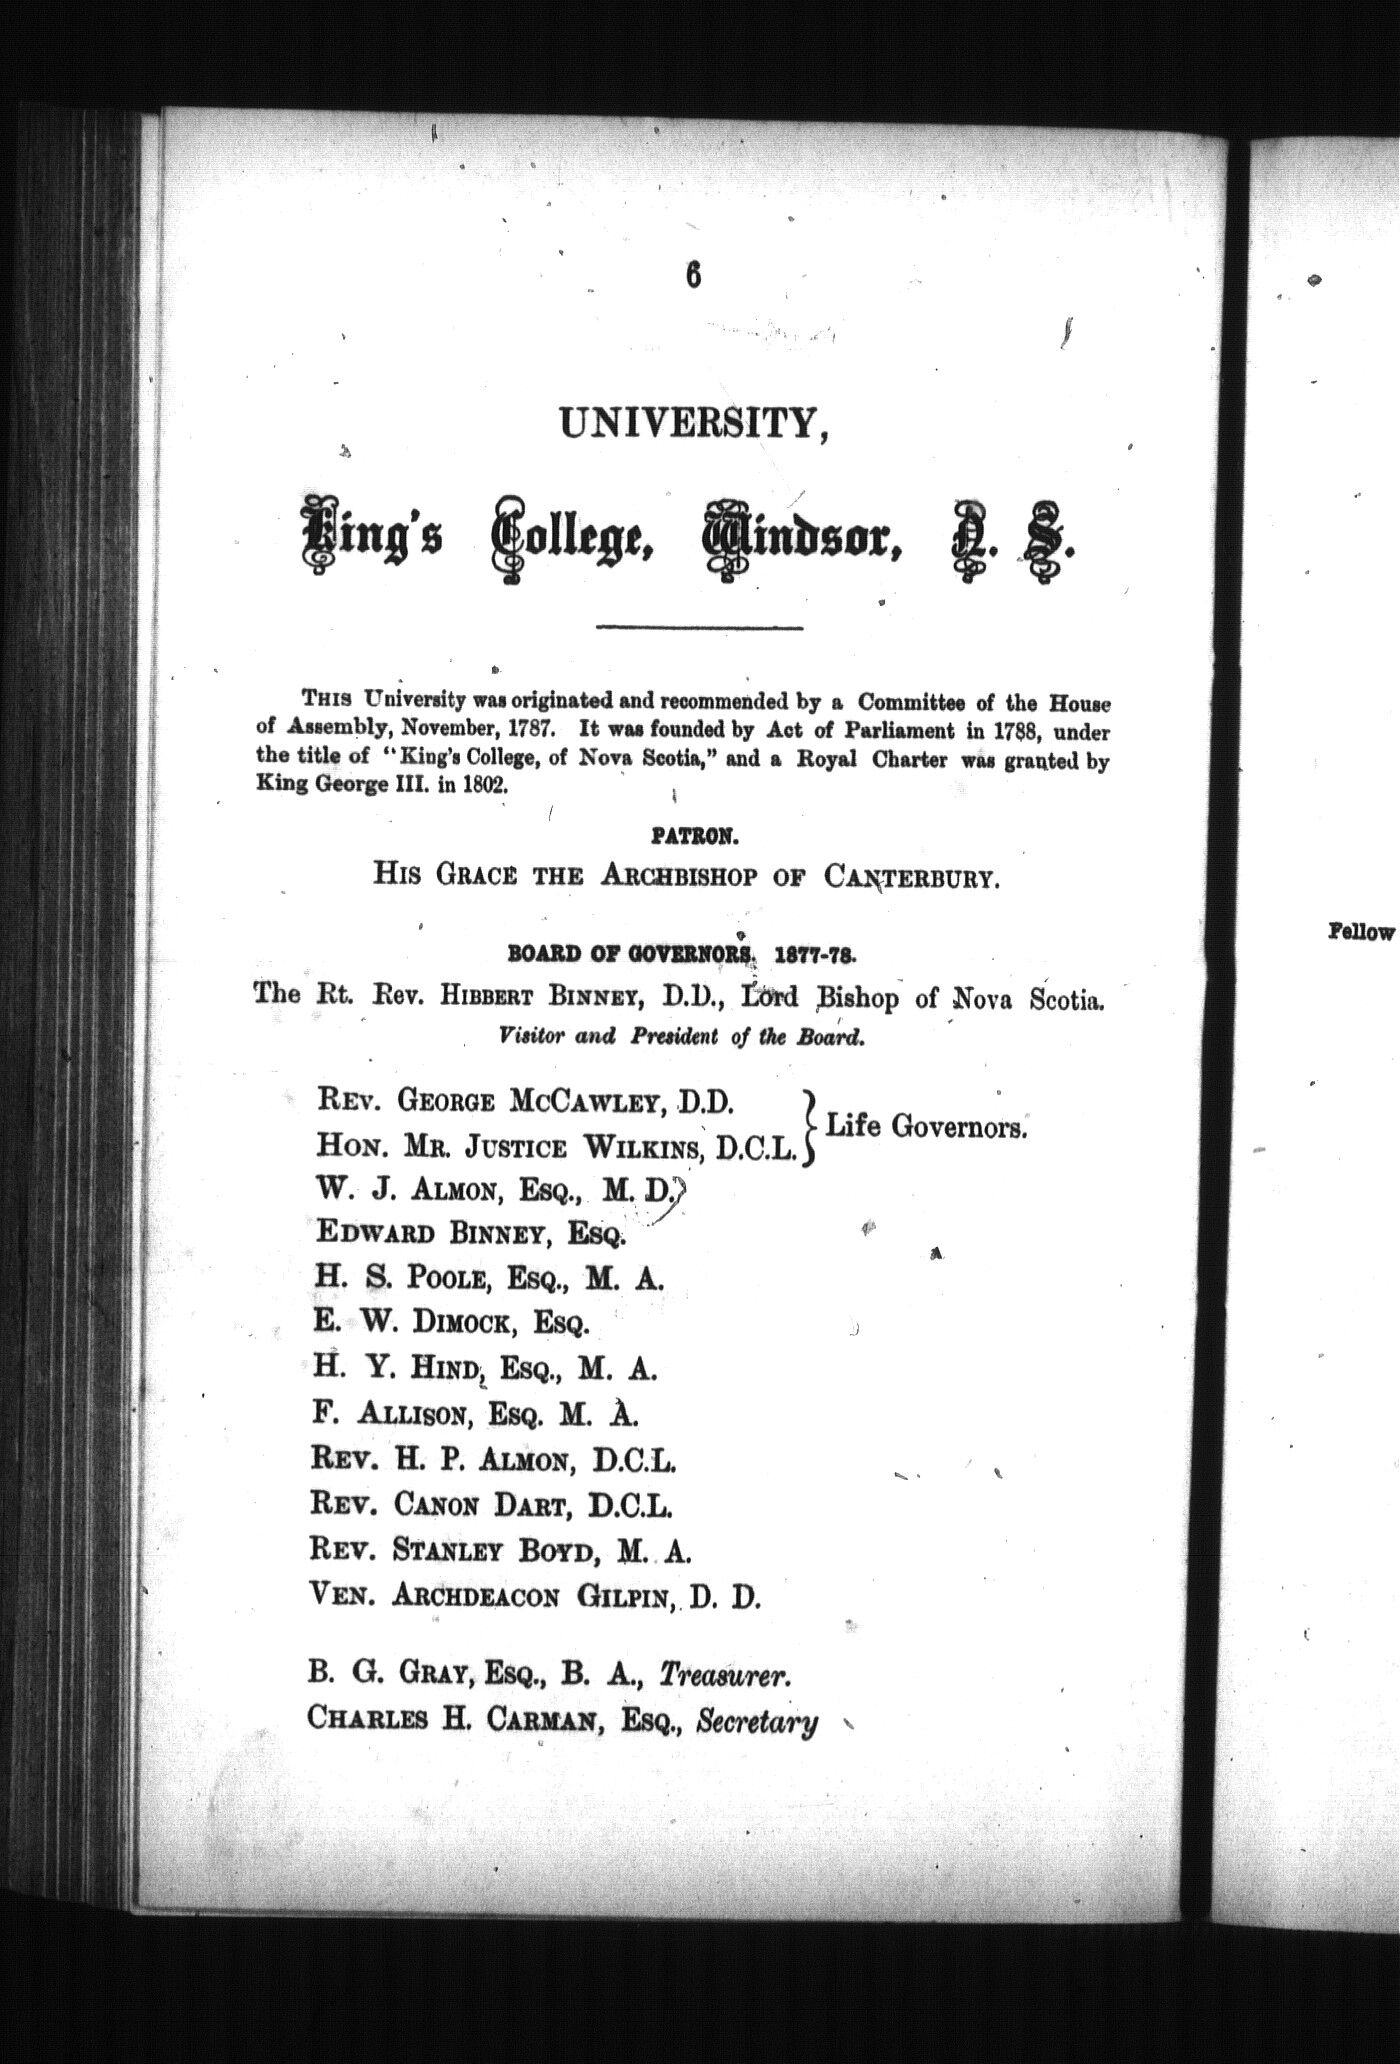 6
UNIVERSITY,
King's College, Windsor, N. S.
THIS University was originated and recommended by a Committee of the House
of Assembly, November, 1787. It was founded by Act of Parliament in 1788, under
the title of "King's College, of Nova Scotia," and a Royal Charter was granted by
King George III. in 1802.
PATRON.
HIS GRACE THE ARCHBISHOP OF CANTERBURY.
BOARD OF GOVERNORS. 1877-78.
The Rt. Rev. HIBBERT BINNEY, D.D., Lord Bishop of Nova Scotia.
Visitor and President of the Board.
REV. GEORGE MCCAWLEY, D.D.
HON. MR. JUSTICE WILKINS, D.C.L. } Life Governors.
W. J. ALMON, ESQ., M. D.
EDWARD BINNEY, ESQ.
H. S. POOLE, ESQ., M. A.
E. W. DIMOCK, ESQ.
H. Y. HIND, ESQ., M. A.
F. ALLISON, ESQ. M. A.
REV. H. P. ALMON, D.C.L.
REV. CANON DART, D.C.L.
REV. STANLEY BOYD, M. A.
VEN. ARCHDEACON GILPIN, D. D.
B. G. GRAY, ESQ., B. A., Treasurer.
CHARLES H. CARMAN, ESQ., Secretary
Fellow